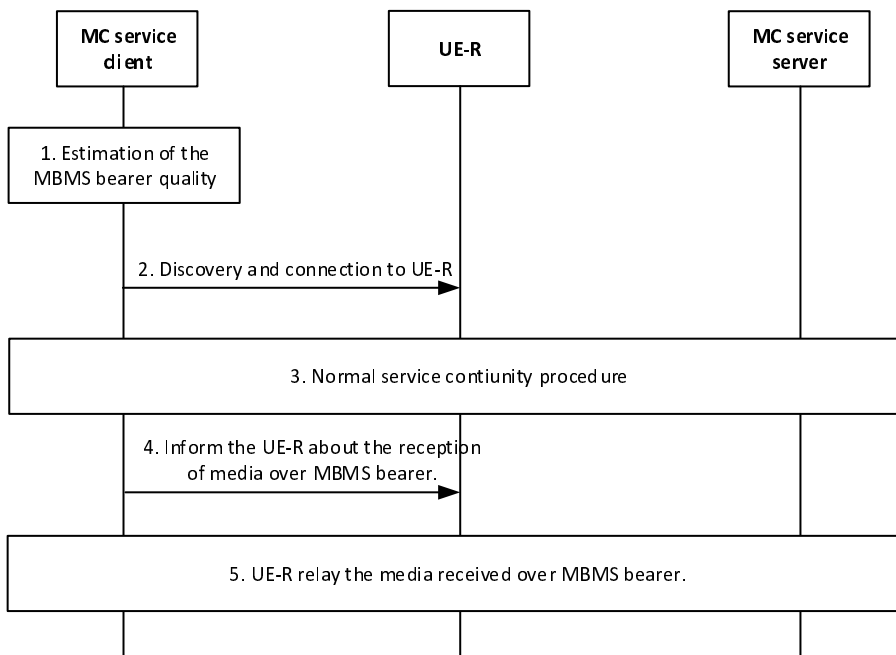 MC service
client
UE-R
MC service
server
1. Estimation of the
MBMS bearer quality
2. Discovery and connection to UE-R
3. Normal service contiunity procedure
4. Inform the UE-R about the reception
of media over MBMS bearer.
5. UE-R relay the media received over MBMS bearer.